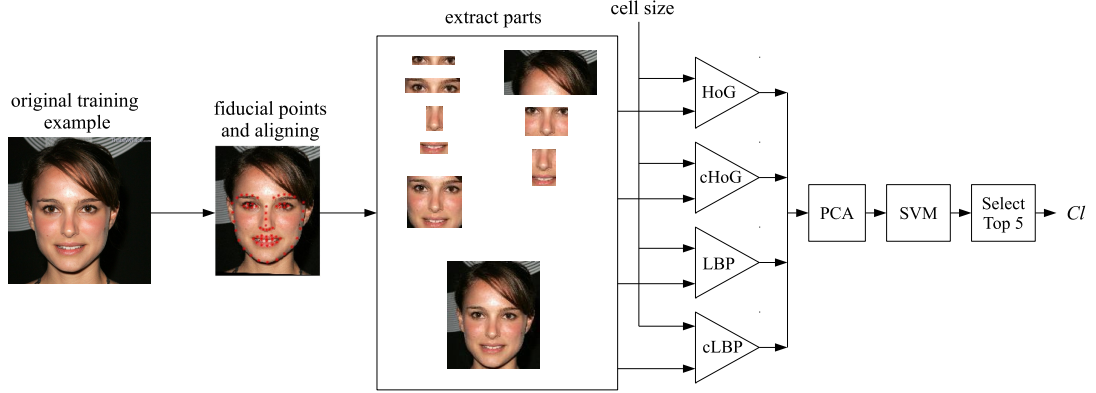 original training
example
fiducial points
and aligning
extract parts
cell size
HoG
cHoG
LBP
cLBP
PCA
SVM
Select
Top 5
Cl